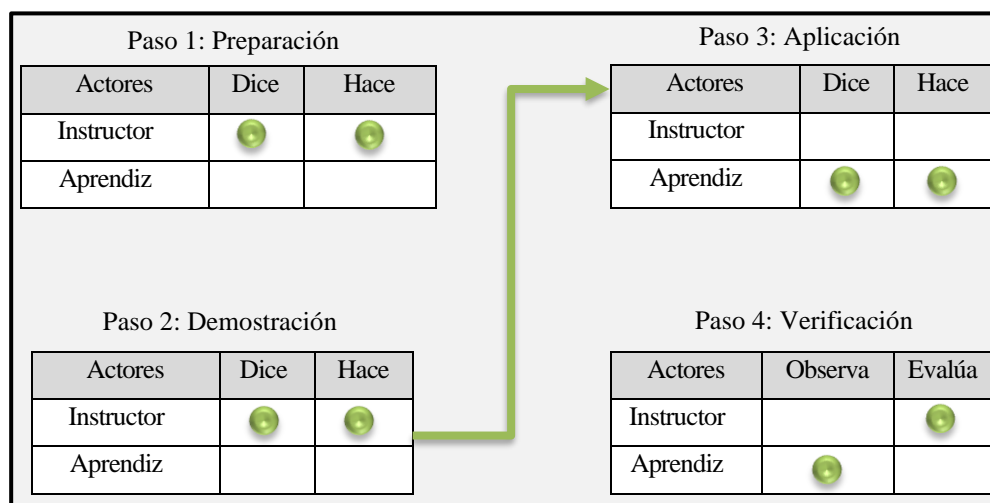 Paso 1: Preparación
Actores Dice Hace
Instructor
Aprendiz
Paso 2: Demostración
Actores Dice Hace
Instructor
Aprendiz
Paso 3: Aplicación
Actores Dice Hace
Instructor
Aprendiz
Paso 4: Verificación
Actores Observa Evalúa
Instructor
Aprendiz